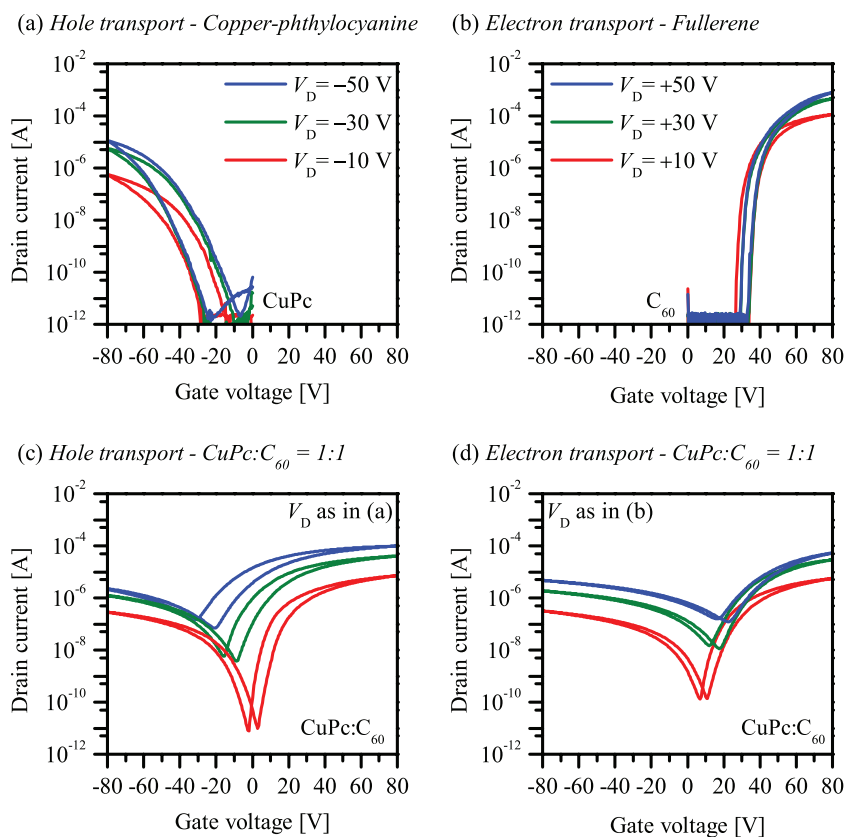 (a) Hole transport - Copper-phthylocyanine
10⁻²
10⁻⁴
10⁻⁶
10⁻⁸
10⁻¹⁰
10⁻¹²
Drain current [A]
V_D = −50 V
V_D = −30 V
V_D = −10 V
CuPc
-80 -60 -40 -20 0 20 40 60 80
Gate voltage [V]
(b) Electron transport - Fullerene
10⁻²
10⁻⁴
10⁻⁶
10⁻⁸
10⁻¹⁰
10⁻¹²
Drain current [A]
V_D = +50 V
V_D = +30 V
V_D = +10 V
C₆₀
-80 -60 -40 -20 0 20 40 60 80
Gate voltage [V]
(c) Hole transport - CuPc:C₆₀ = 1:1
10⁻²
10⁻⁴
10⁻⁶
10⁻⁸
10⁻¹⁰
10⁻¹²
Drain current [A]
V_D as in (a)
CuPc:C₆₀
-80 -60 -40 -20 0 20 40 60 80
Gate voltage [V]
(d) Electron transport - CuPc:C₆₀ = 1:1
10⁻²
10⁻⁴
10⁻⁶
10⁻⁸
10⁻¹⁰
10⁻¹²
Drain current [A]
V_D as in (b)
CuPc:C₆₀
-80 -60 -40 -20 0 20 40 60 80
Gate voltage [V]